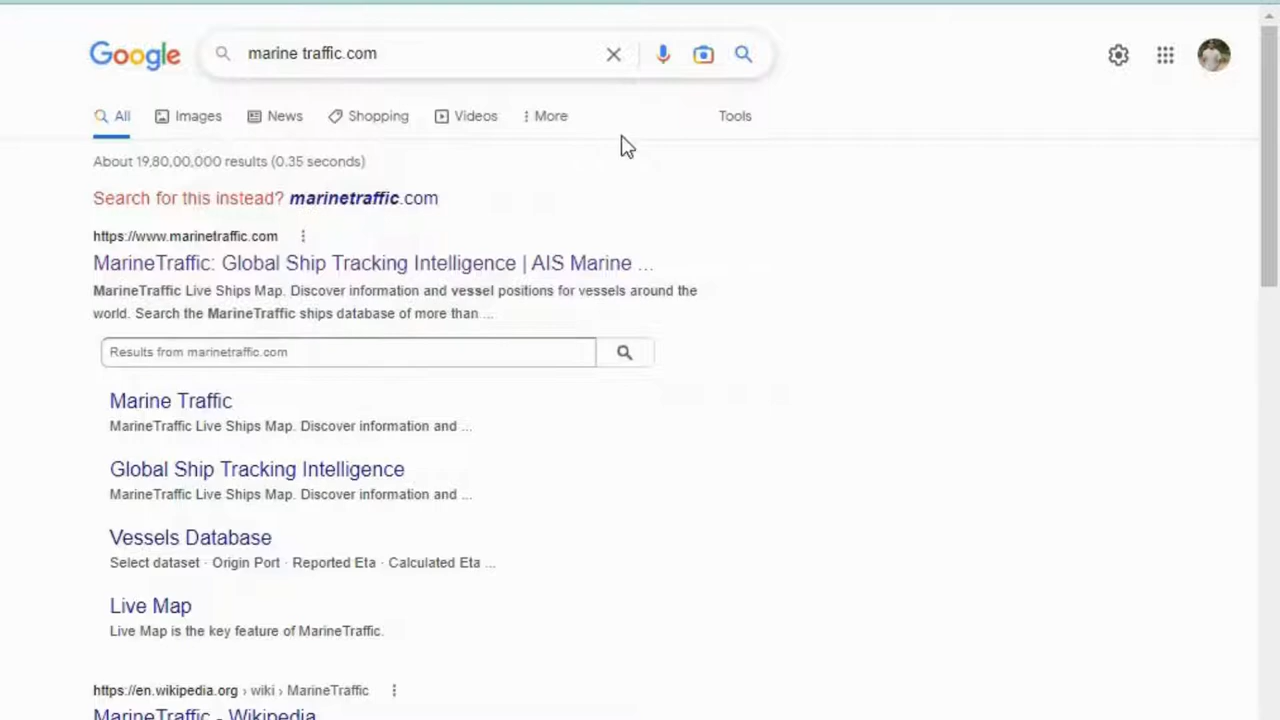 Google
marine traffic.com
All Images News Shopping Videos More Tools
About 19,80,00,000 results (0.35 seconds)
Search for this instead? marinetraffic.com
https://www.marinetraffic.com
MarineTraffic: Global Ship Tracking Intelligence | AIS Marine ...
MarineTraffic Live Ships Map. Discover information and vessel positions for vessels around the
world. Search the MarineTraffic ships database of more than ...
Results from marinetraffic.com
Marine Traffic
MarineTraffic Live Ships Map. Discover information and ...
Global Ship Tracking Intelligence
MarineTraffic Live Ships Map. Discover information and ...
Vessels Database
Select dataset · Origin Port · Reported Eta · Calculated Eta ...
Live Map
Live Map is the key feature of MarineTraffic.
https://en.wikipedia.org › wiki › MarineTraffic
MarineTraffic - Wikipedia